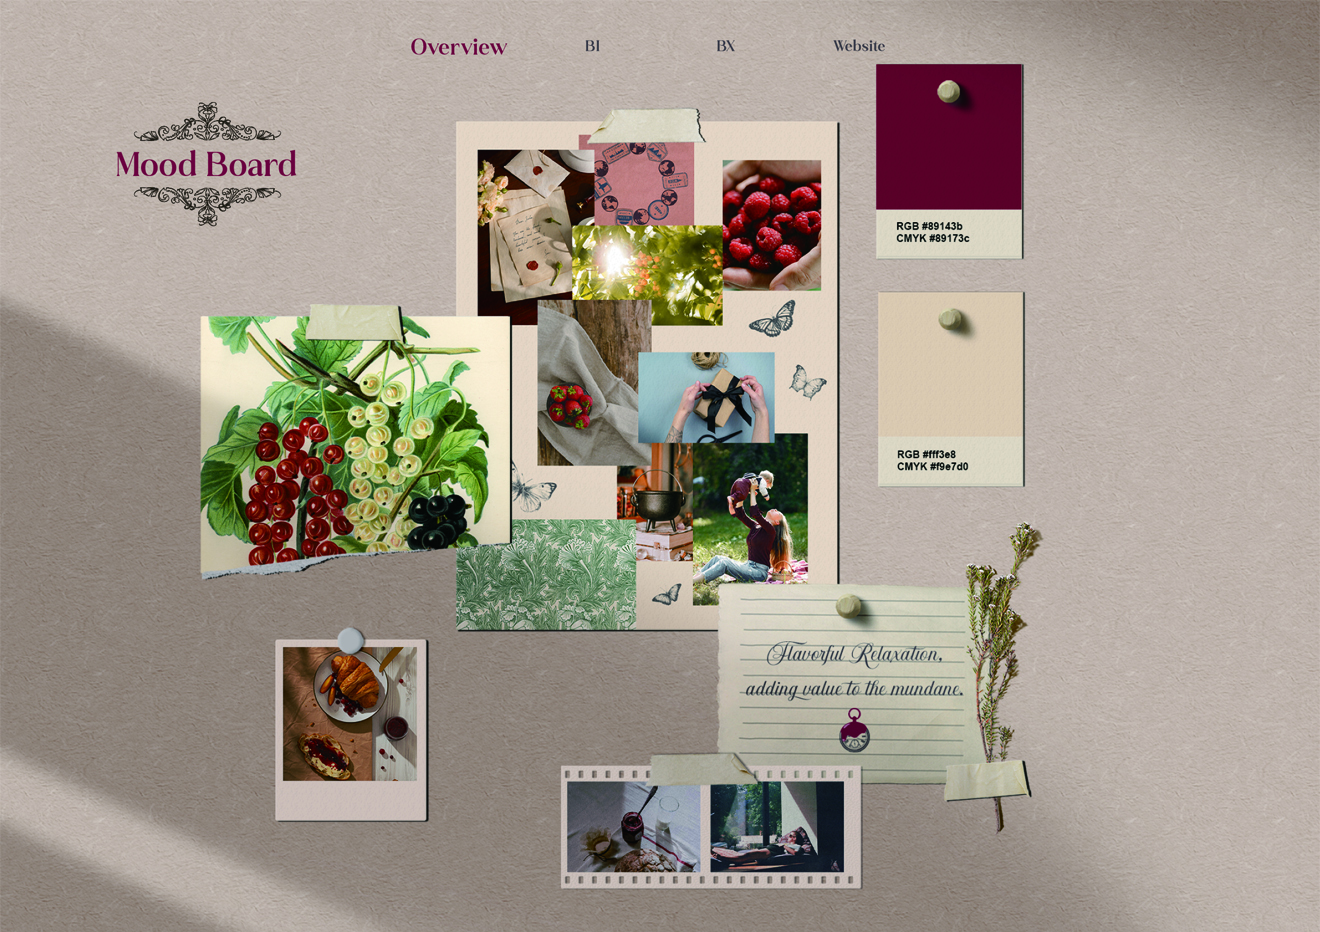 Overview
BI
BX
Website
Mood Board
RGB #89143b
CMYK #89173c
RGB #fff3e8
CMYK #f9e7d0
Flavorful Relaxation,
adding value to the mundane.